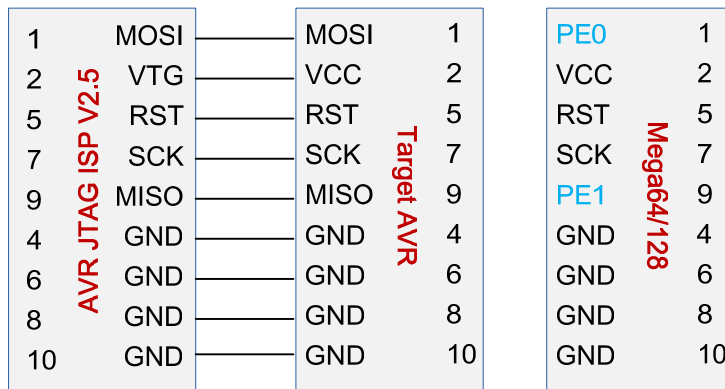 1 MOSI MOSI 1 PE0 1
2 VTG VCC 2 VCC 2
5 RST RST 5 RST 5
7 SCK SCK 7 SCK 7
9 MISO MISO 9 PE1 9
4 GND GND 4 GND 4
6 GND GND 6 GND 6
8 GND GND 8 GND 8
10 GND GND 10 GND 10
AVR JTAG ISP V2.5
Target AVR
Mega64/128